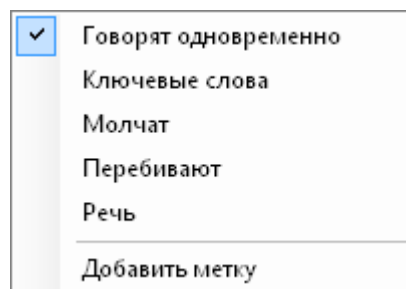 Говорят одновременно
Ключевые слова
Молчат
Перебивают
Речь
Добавить метку